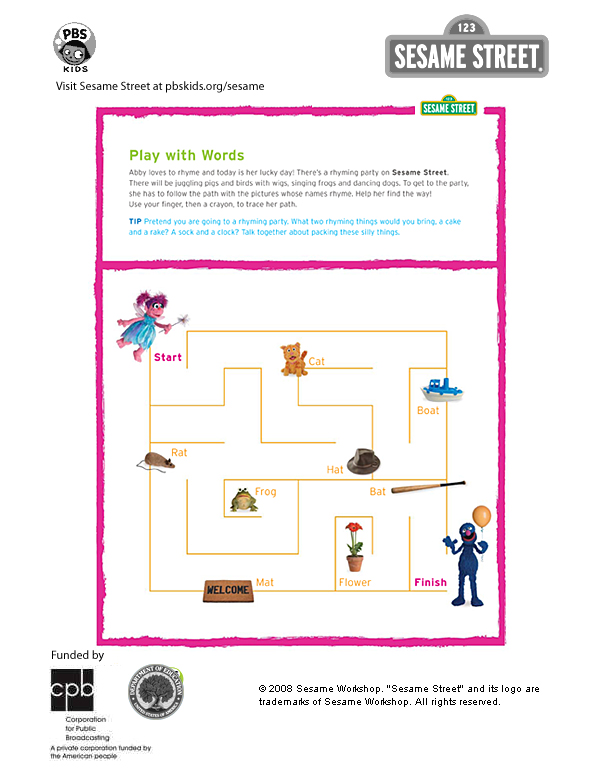 PBS
KIDS
123
SESAME STREET
Visit Sesame Street at pbskids.org/sesame
123
SESAME STREET
Play with Words
Abby loves to rhyme and today is her lucky day! There's a rhyming party on Sesame Street.
There will be juggling pigs and birds with wigs, singing frogs and dancing dogs. To get to the party,
she has to follow the path with the pictures whose names rhyme. Help her find the way!
Use your finger, then a crayon, to trace her path.
TIP Pretend you are going to a rhyming party. What two rhyming things would you bring, a cake
and a rake? A sock and a clock? Talk together about packing these silly things.
Start
Cat
Boat
Rat
Hat
Frog
Bat
WELCOME
Mat
Flower
Finish
Funded by
cpb
Corporation
for Public
Broadcasting
A private corporation funded by
the American people
DEPARTMENT OF EDUCATION
UNITED STATES OF AMERICA
© 2008 Sesame Workshop. "Sesame Street" and its logo are
trademarks of Sesame Workshop. All rights reserved.